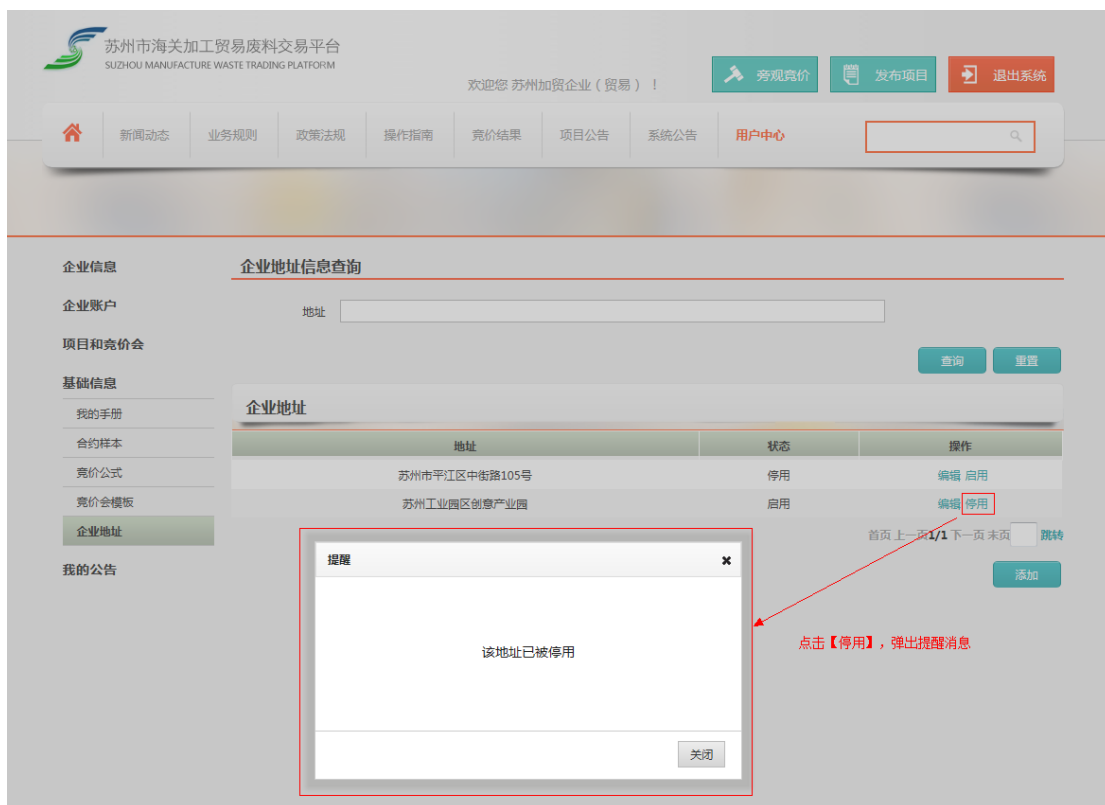 苏州市海关加工贸易废料交易平台
SUZHOU MANUFACTURE WASTE TRADING PLATFORM
欢迎您 苏州加贸企业（贸易）！
旁观竞价
发布项目
退出系统
新闻动态
业务规则
政策法规
操作指南
竞价结果
项目公告
系统公告
用户中心
企业信息
企业账户
项目和竞价会
基础信息
我的手册
合约样本
竞价公式
竞价会模板
企业地址
我的公告
企业地址信息查询
地址
查询
重置
企业地址
地址 状态 操作
苏州市平江区中街路105号 停用 编辑 启用
苏州工业园区创意产业园 启用 编辑 停用
首页 上一页1/1 下一页 末页 跳转
添加
提醒
该地址已被停用
关闭
点击【停用】，弹出提醒消息